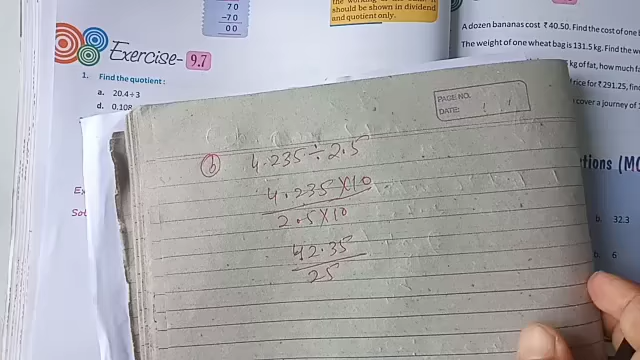 70
-70
00
should be shown in dividend
and quotient only.
A dozen bananas cost ₹40.50. Find the cost of one
The weight of one wheat bag is 131.5 kg. Find the
kg of fat, how much
rice for ₹291.25,
cover a journey of
Exercise- 9.7
1. Find the quotient :
a. 20.4÷3
d. 0.108
PAGE NO.
DATE: / /
(b) 4.235 ÷ 2.5
4.235 X 10
2.5 X 10
42.35
25
Sol
32.3
b. 6